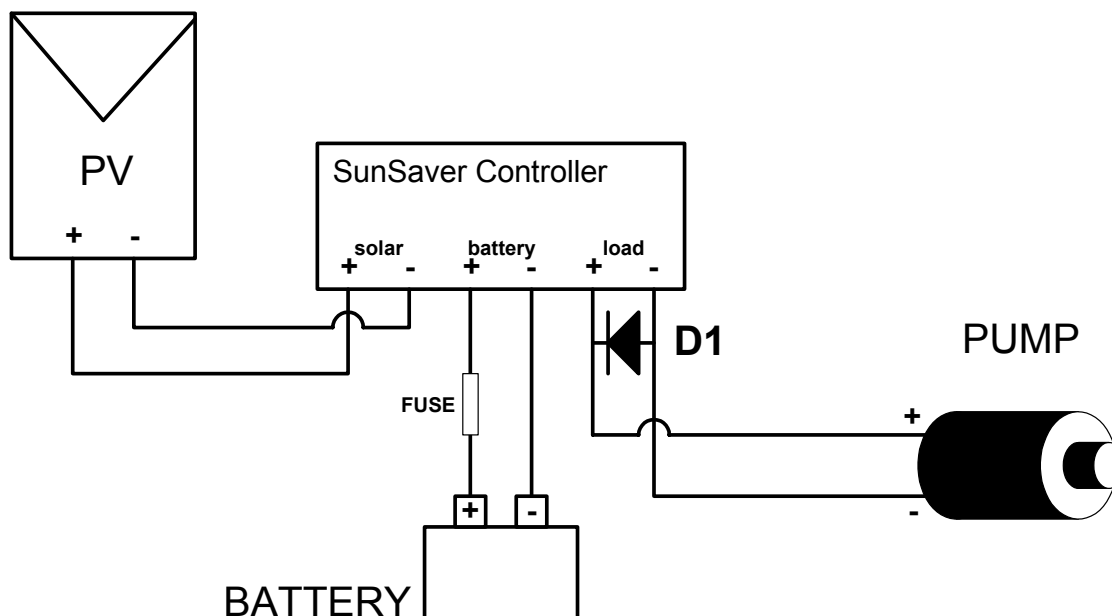 PV
+ -
SunSaver Controller
solar battery load
+ - + - + -
D1
PUMP
FUSE
+
-
+ -
BATTERY